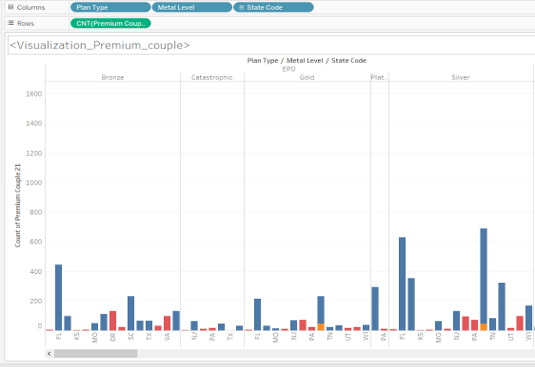 Columns Plan Type Metal Level State Code
Rows CNT(Premium Coup..
<Visualization_Premium_couple>
Plan Type / Metal Level / State Code
EPO
Bronze Catastrophic Gold Plat.. Silver
1600
1400
1200
1000
800
600
400
200
0
Count of Premium Couple 21
FL KS MO OR SC TX VA NJ PA TX FL MO NJ PA TN UT WI PA FL KS MO NJ PA TN UT WI